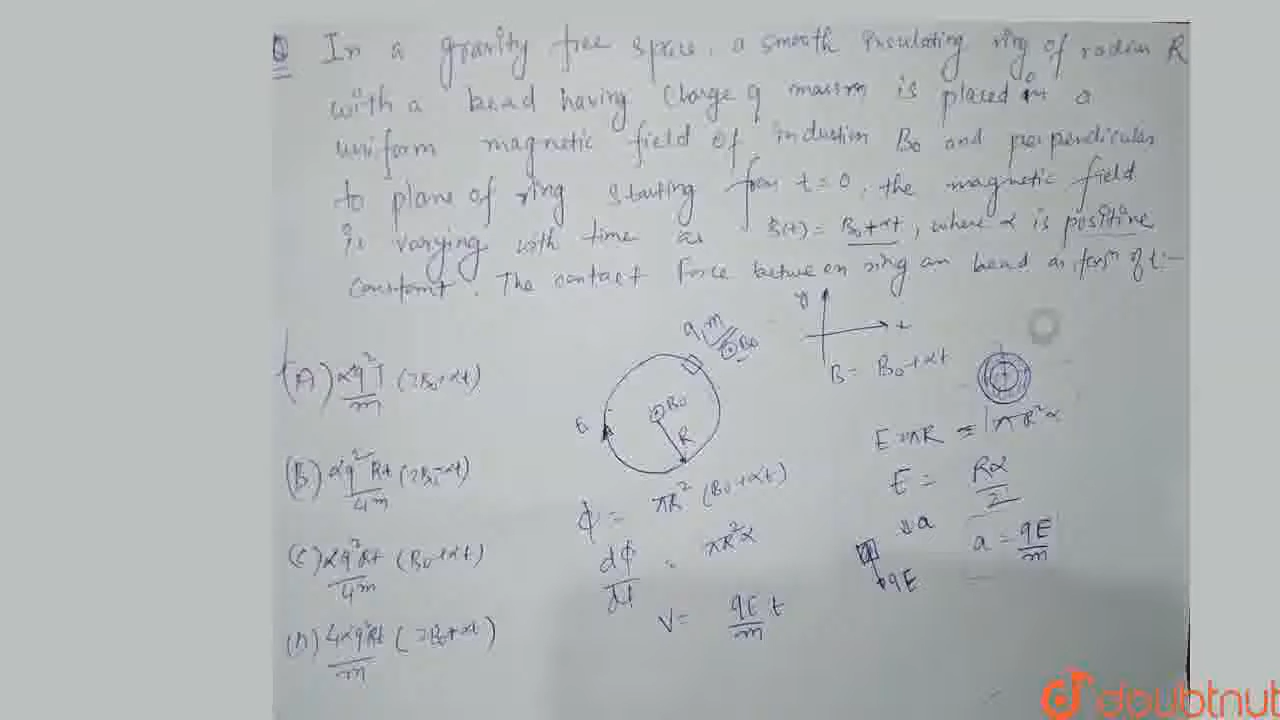 Q In a gravity free space, a smooth insulating ring of radius R
with a bead having charge q mass m is placed in a
uniform magnetic field of induction B₀ and perpendicular
to plane of ring starting from t=0, the magnetic field
is varying with time as B(t) = B₀+αt, where α is positive
constant. The contact force between ring an bead as funⁿ of t:-
(A) (2B₀+αt)
m
(B) αq²Rt
4m
(C) αq²Rt (B₀+αt)
4m
(D) 4αq²Rt (2B₀+αt)
m
q,m
⊙B₀
⊙B₀
E
R
ϕ = πR² (B₀+αt)
dϕ = πR²α
dt
V = qE t
m
B = B₀+αt
E 2πR = πR²α
E = Rα
2
↓a a = qE
m
qE
doubtnut